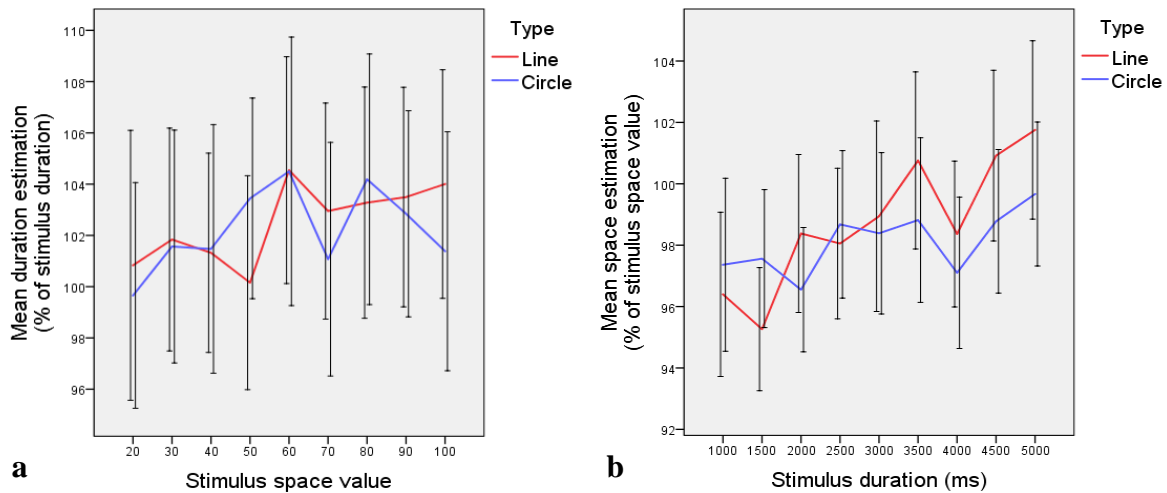 Mean duration estimation
(% of stimulus duration)
110
108
106
104
102
100
98
96
20 30 40 50 60 70 80 90 100
Stimulus space value
Type
Line
Circle
a
Mean space estimation
(% of stimulus space value)
104
102
100
98
96
94
92
1000 1500 2000 2500 3000 3500 4000 4500 5000
Stimulus duration (ms)
Type
Line
Circle
b